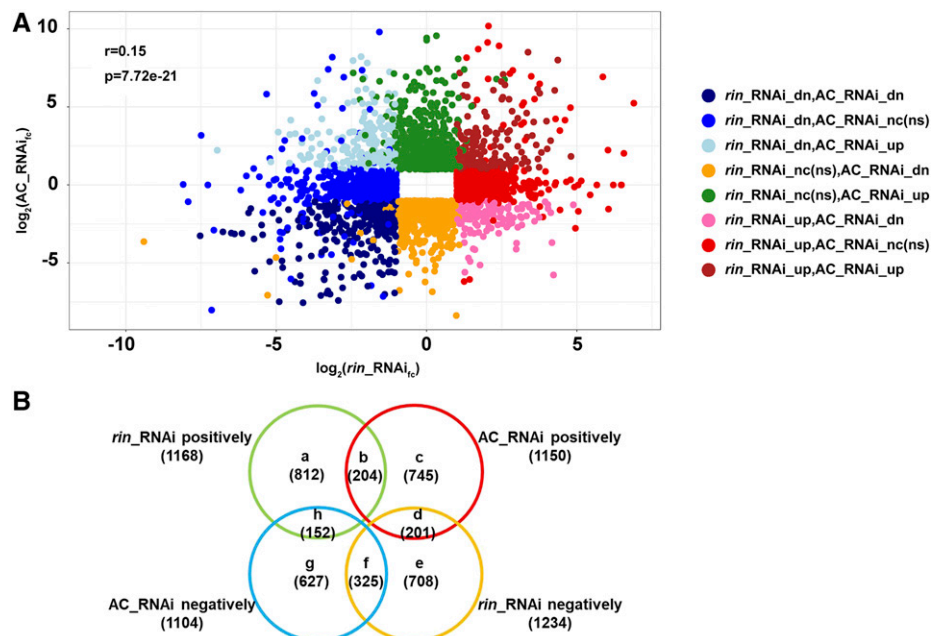 A
r=0.15
p=7.72e-21
10
5
0
-5
log2(AC_RNAifc)
-10
-5
0
5
log2(rin_RNAifc)
rin_RNAi_dn,AC_RNAi_dn
rin_RNAi_dn,AC_RNAi_nc(ns)
rin_RNAi_dn,AC_RNAi_up
rin_RNAi_nc(ns),AC_RNAi_dn
rin_RNAi_nc(ns),AC_RNAi_up
rin_RNAi_up,AC_RNAi_dn
rin_RNAi_up,AC_RNAi_nc(ns)
rin_RNAi_up,AC_RNAi_up
B
rin_RNAi positively
(1168)
a
(812)
b
(204)
c
(745)
AC_RNAi positively
(1150)
h
(152)
d
(201)
g
(627)
f
(325)
e
(708)
AC_RNAi negatively
(1104)
rin_RNAi negatively
(1234)